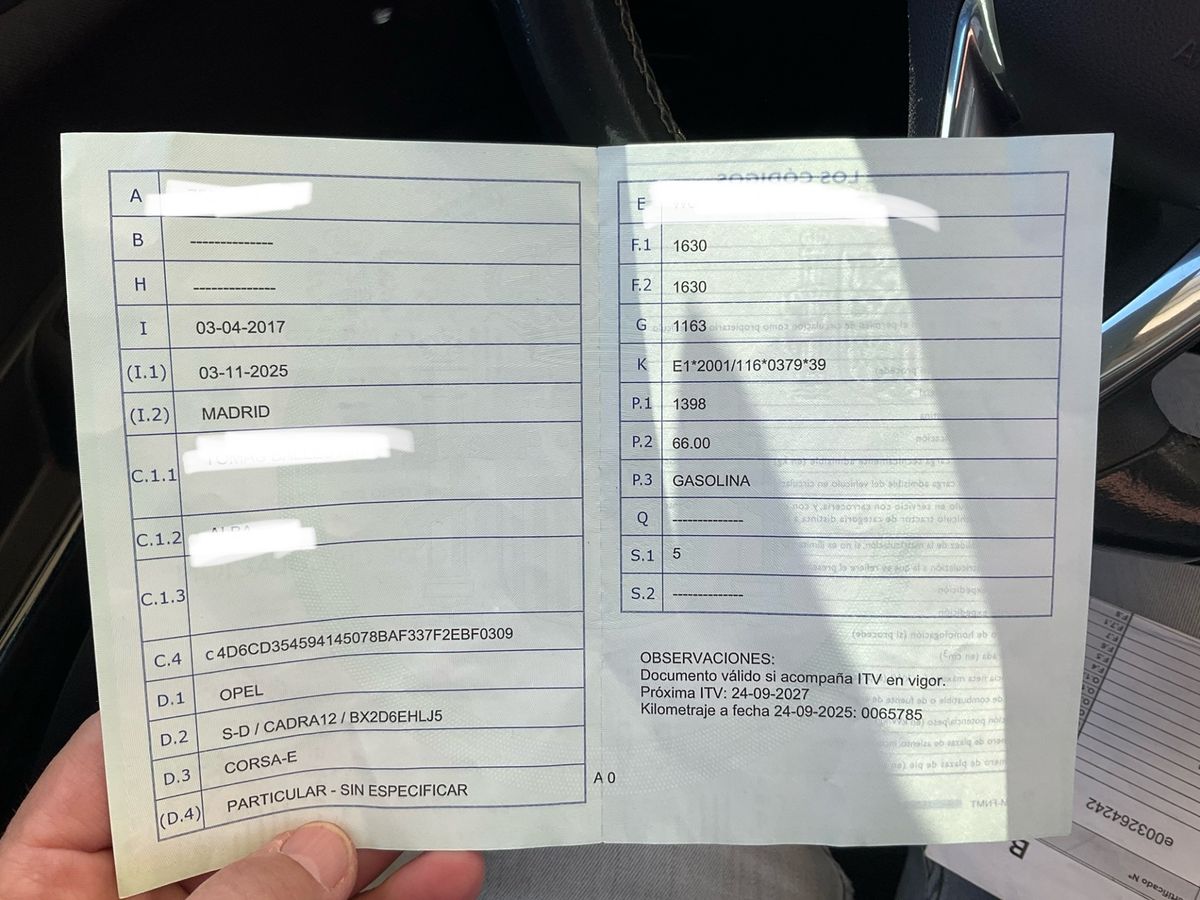 A
B --------------
H --------------
I 03-04-2017
(I.1) 03-11-2025
(I.2) MADRID
C.1.1
C.1.2
C.1.3
C.4 c4D6CD354594145078BAF337F2EBF0309
D.1 OPEL
D.2 S-D / CADRA12 / BX2D6EHLJ5
D.3 CORSA-E
(D.4) PARTICULAR - SIN ESPECIFICAR
A 0
LOS CÓDIGOS
E
F.1 1630
F.2 1630
G 1163
K E1*2001/116*0379*39
P.1 1398
P.2 66.00
P.3 GASOLINA
Q --------------
S.1 5
S.2 --------------
OBSERVACIONES:
Documento válido si acompaña ITV en vigor.
Próxima ITV: 24-09-2027
Kilometraje a fecha 24-09-2025: 0065785
e003264242
B